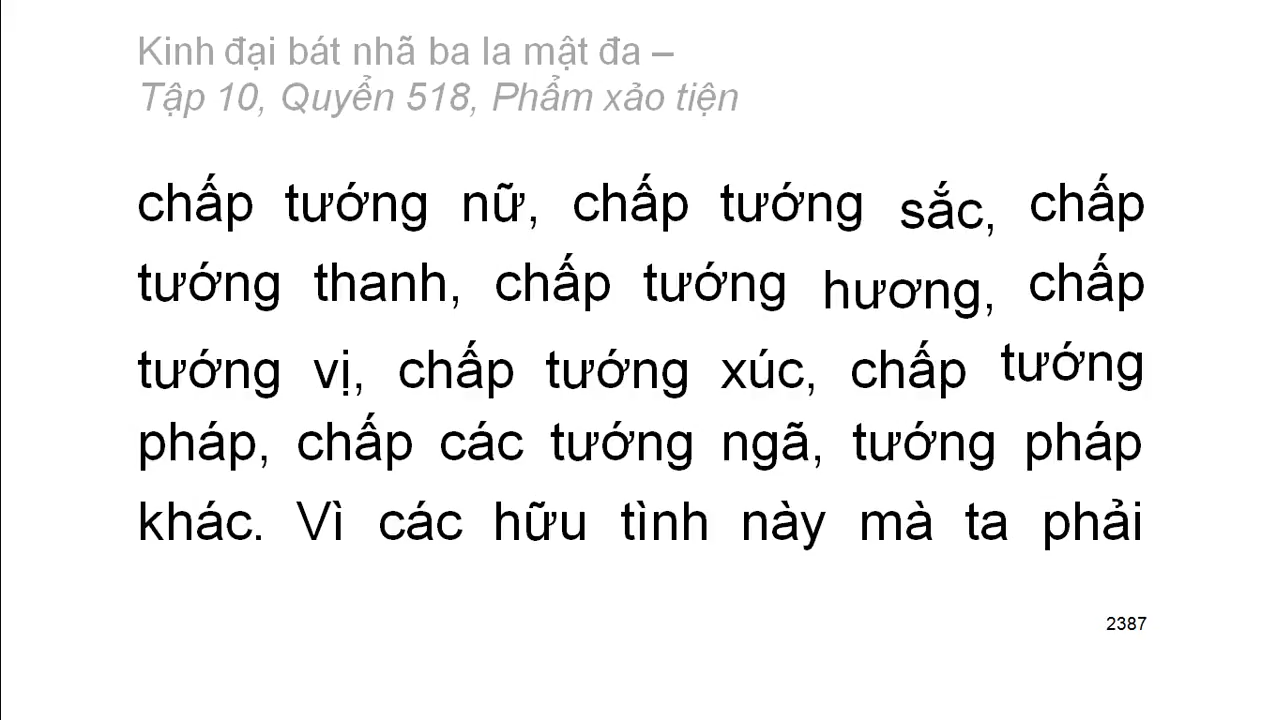 Kinh đại bát nhã ba la mật đa –
Tập 10, Quyển 518, Phẩm xảo tiện
chấp tướng nữ, chấp tướng sắc, chấp
tướng thanh, chấp tướng hương, chấp
tướng vị, chấp tướng xúc, chấp tướng
pháp, chấp các tướng ngã, tướng pháp
khác. Vì các hữu tình này mà ta phải
2387